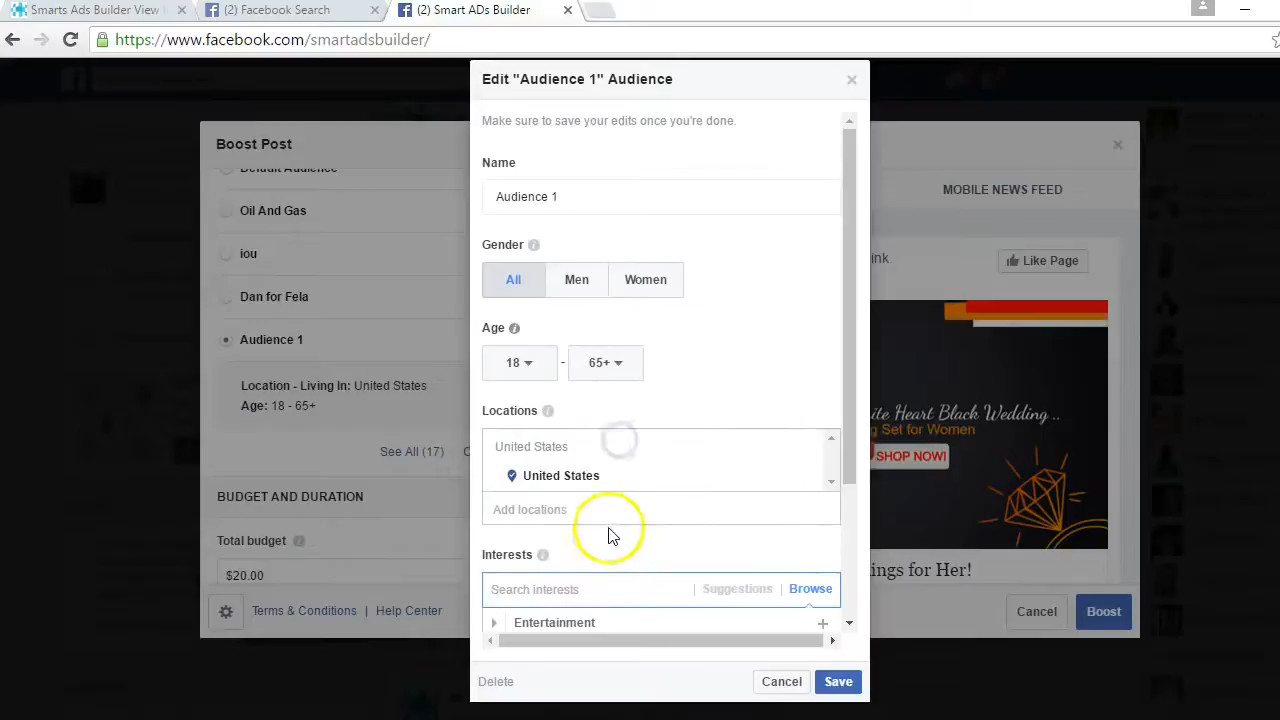 Smarts Ads Builder View I
(2) Facebook Search
(2) Smart ADs Builder
https://www.facebook.com/smartadsbuilder/
Edit "Audience 1" Audience
Make sure to save your edits once you're done.
Name
Audience 1
Gender
All
Men
Women
Age
18
-
65+
Locations
United States
United States
Add locations
Interests
Search interests
Suggestions
Browse
Entertainment
Delete
Cancel
Save
Boost Post
Default Audience
Oil And Gas
iou
Dan for Fela
Audience 1
Location - Living In: United States
Age: 18 - 65+
See All (17)
BUDGET AND DURATION
Total budget
$20.00
Terms & Conditions | Help Center
MOBILE NEWS FEED
Like Page
Heart Black Wedding ..
Set for Women
SHOP NOW!
for Her!
Cancel
Boost